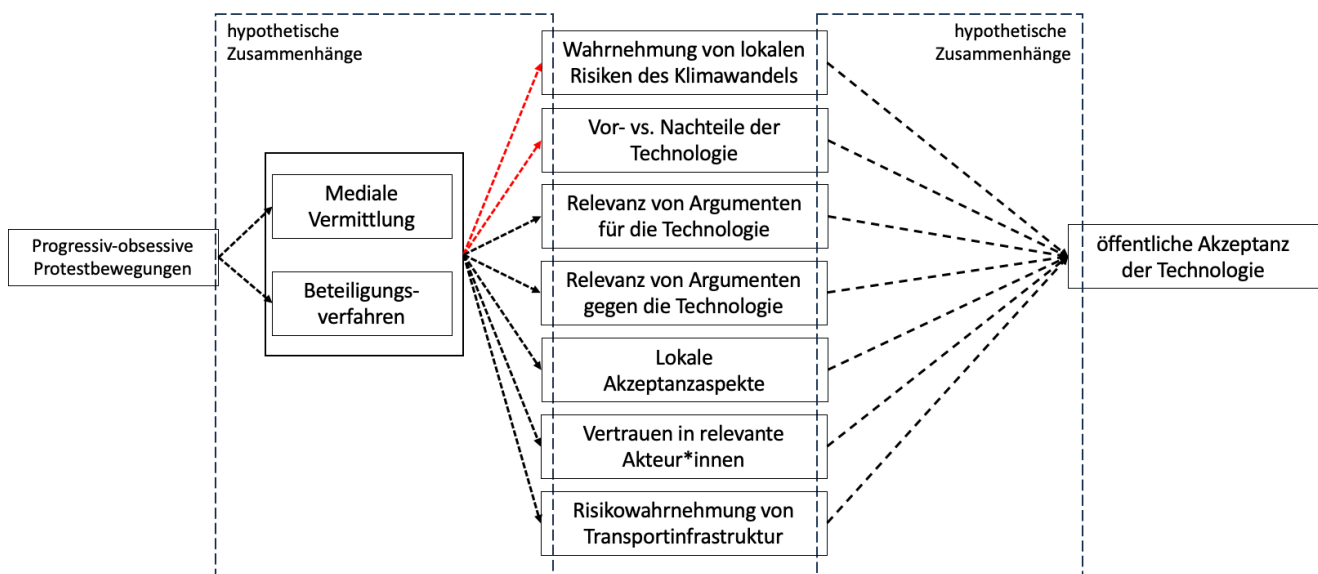 hypothetische
Zusammenhänge
hypothetische
Zusammenhänge
Progressiv-obsessive
Protestbewegungen
Mediale
Vermittlung
Beteiligungs-
verfahren
Wahrnehmung von lokalen
Risiken des Klimawandels
Vor- vs. Nachteile der
Technologie
Relevanz von Argumenten
für die Technologie
Relevanz von Argumenten
gegen die Technologie
Lokale
Akzeptanzaspekte
Vertrauen in relevante
Akteur*innen
Risikowahrnehmung von
Transportinfrastruktur
öffentliche Akzeptanz
der Technologie